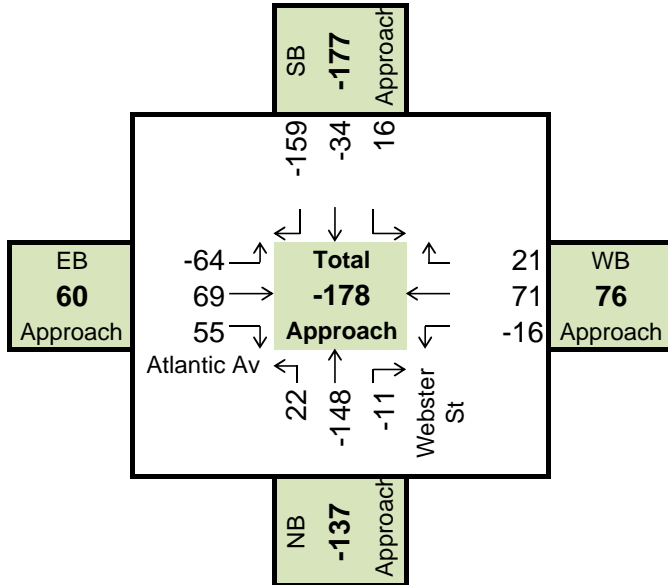 SB
-177
Approach
-159
-34
16
EB
60
Approach
-64
69
55
Atlantic Av
Total
-178
Approach
21
71
-16
WB
76
Approach
22
-148
-11
Webster
St
NB
-137
Approach